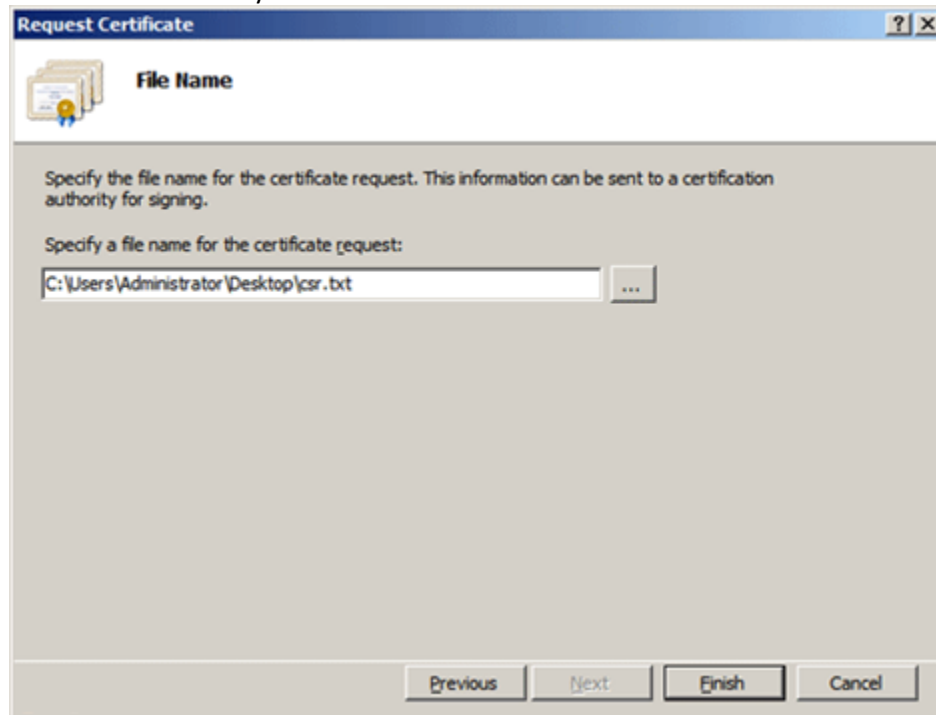 Request Certificate
File Name
Specify the file name for the certificate request. This information can be sent to a certification
authority for signing.
Specify a file name for the certificate request:
C:\Users\Administrator\Desktop\csr.txt
...
Previous Next Finish Cancel